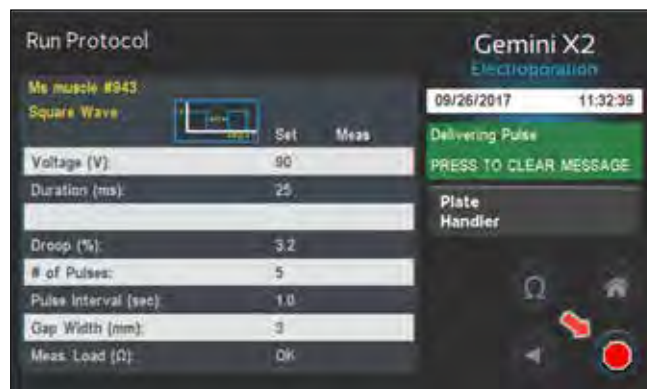 Run Protocol
Gemini X2
Electroporation
Ms muscle #943
Square Wave
09/26/2017 11:32:39
Set Meas
Delivering Pulse
PRESS TO CLEAR MESSAGE
Voltage (V): 90
Duration (ms): 25
Plate
Handler
Droop (%): 3.2
# of Pulses: 5
Pulse Interval (sec): 1.0
Gap Width (mm): 3
Meas. Load (Ω): OK
Ω